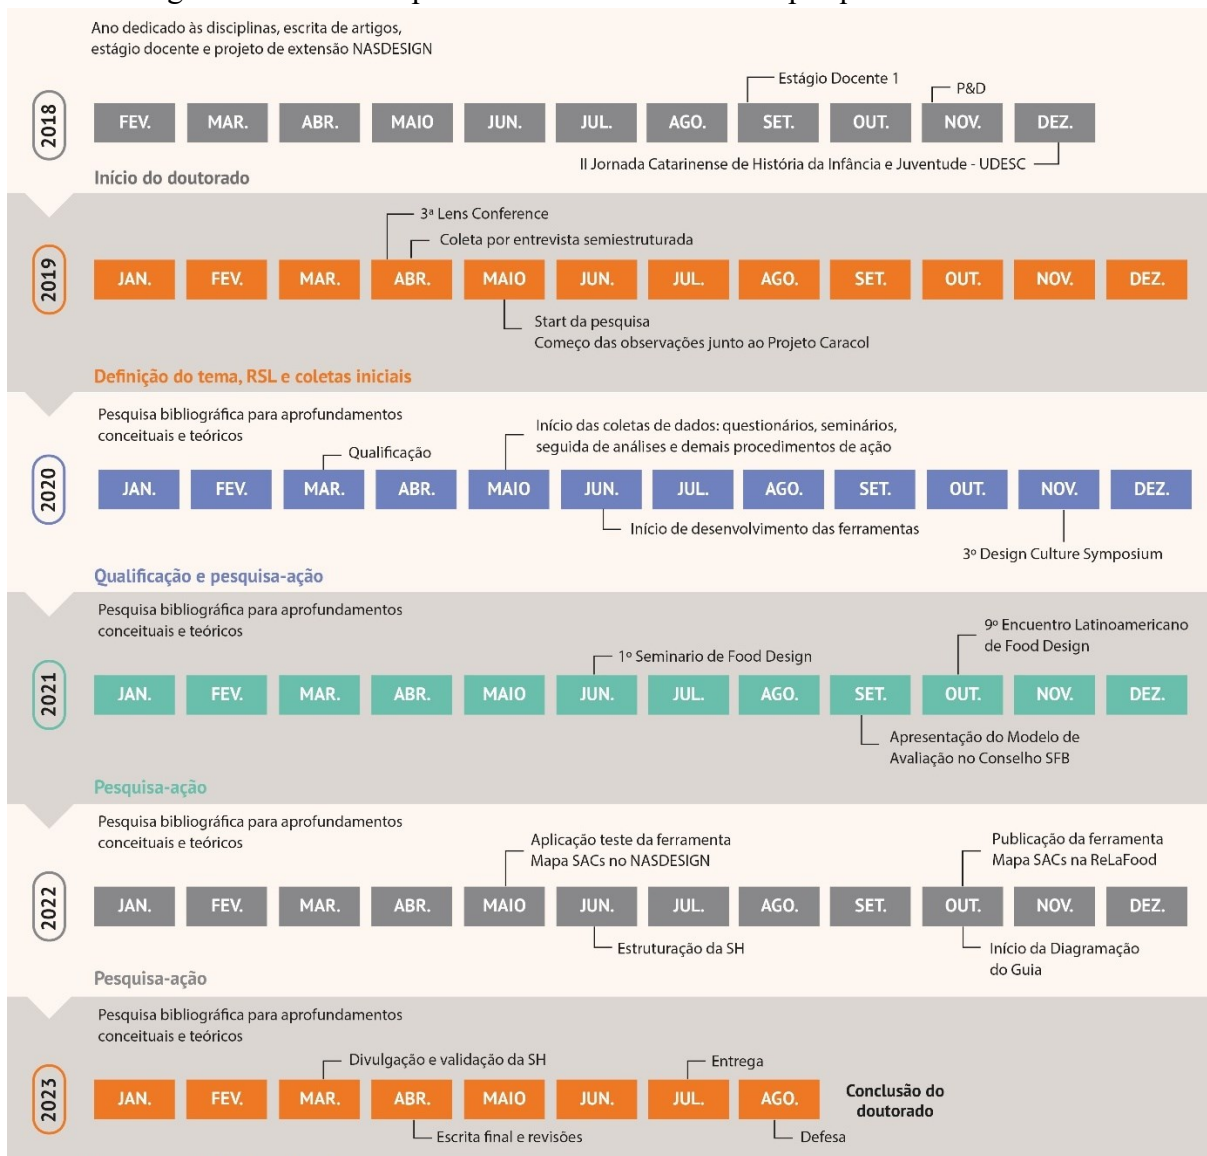 Ano dedicado às disciplinas, escrita de artigos,
estágio docente e projeto de extensão NASDESIGN
Estágio Docente 1
P&D
2018
FEV. MAR. ABR. MAIO JUN. JUL. AGO. SET. OUT. NOV. DEZ.
II Jornada Catarinense de História da Infância e Juventude - UDESC
Início do doutorado
3ª Lens Conference
Coleta por entrevista semiestruturada
2019
JAN. FEV. MAR. ABR. MAIO JUN. JUL. AGO. SET. OUT. NOV. DEZ.
Start da pesquisa
Começo das observações junto ao Projeto Caracol
Definição do tema, RSL e coletas iniciais
Pesquisa bibliográfica para aprofundamentos
conceituais e teóricos
Qualificação
Início das coletas de dados: questionários, seminários,
seguida de análises e demais procedimentos de ação
2020
JAN. FEV. MAR. ABR. MAIO JUN. JUL. AGO. SET. OUT. NOV. DEZ.
Início de desenvolvimento das ferramentas
3º Design Culture Symposium
Qualificação e pesquisa-ação
Pesquisa bibliográfica para aprofundamentos
conceituais e teóricos
1º Seminario de Food Design
9º Encuentro Latinoamericano
de Food Design
2021
JAN. FEV. MAR. ABR. MAIO JUN. JUL. AGO. SET. OUT. NOV. DEZ.
Apresentação do Modelo de
Avaliação no Conselho SFB
Pesquisa-ação
Pesquisa bibliográfica para aprofundamentos
conceituais e teóricos
Aplicação teste da ferramenta
Mapa SACs no NASDESIGN
Publicação da ferramenta
Mapa SACs na ReLaFood
2022
JAN. FEV. MAR. ABR. MAIO JUN. JUL. AGO. SET. OUT. NOV. DEZ.
Estruturação da SH
Início da Diagramação
do Guia
Pesquisa-ação
Pesquisa bibliográfica para aprofundamentos
conceituais e teóricos
Divulgação e validação da SH
Entrega
2023
JAN. FEV. MAR. ABR. MAIO JUN. JUL. AGO.
Conclusão do
doutorado
Escrita final e revisões
Defesa